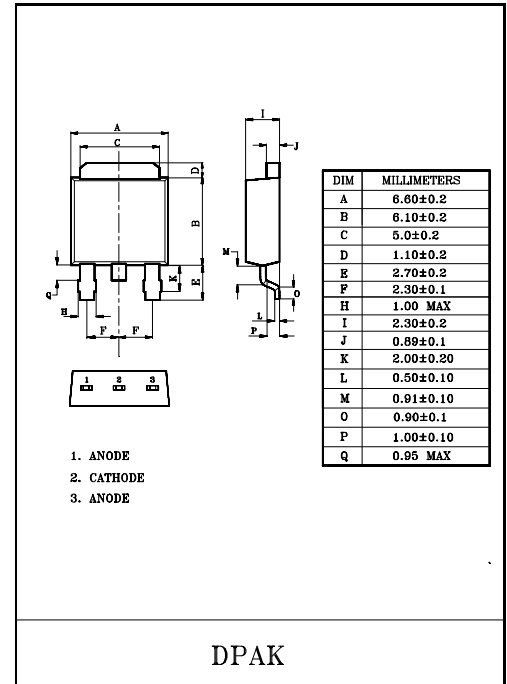 I
A
J
C
D
DIM MILLIMETERS
A 6.60±0.2
B 6.10±0.2
C 5.0±0.2
D 1.10±0.2
E 2.70±0.2
F 2.30±0.1
H 1.00 MAX
I 2.30±0.2
J 0.89±0.1
K 2.00±0.20
L 0.50±0.10
M 0.91±0.10
O 0.90±0.1
P 1.00±0.10
Q 0.95 MAX
B
M
K
E
Q
O
H
L
F F
P
1 2 3
1. ANODE
2. CATHODE
3. ANODE
DPAK